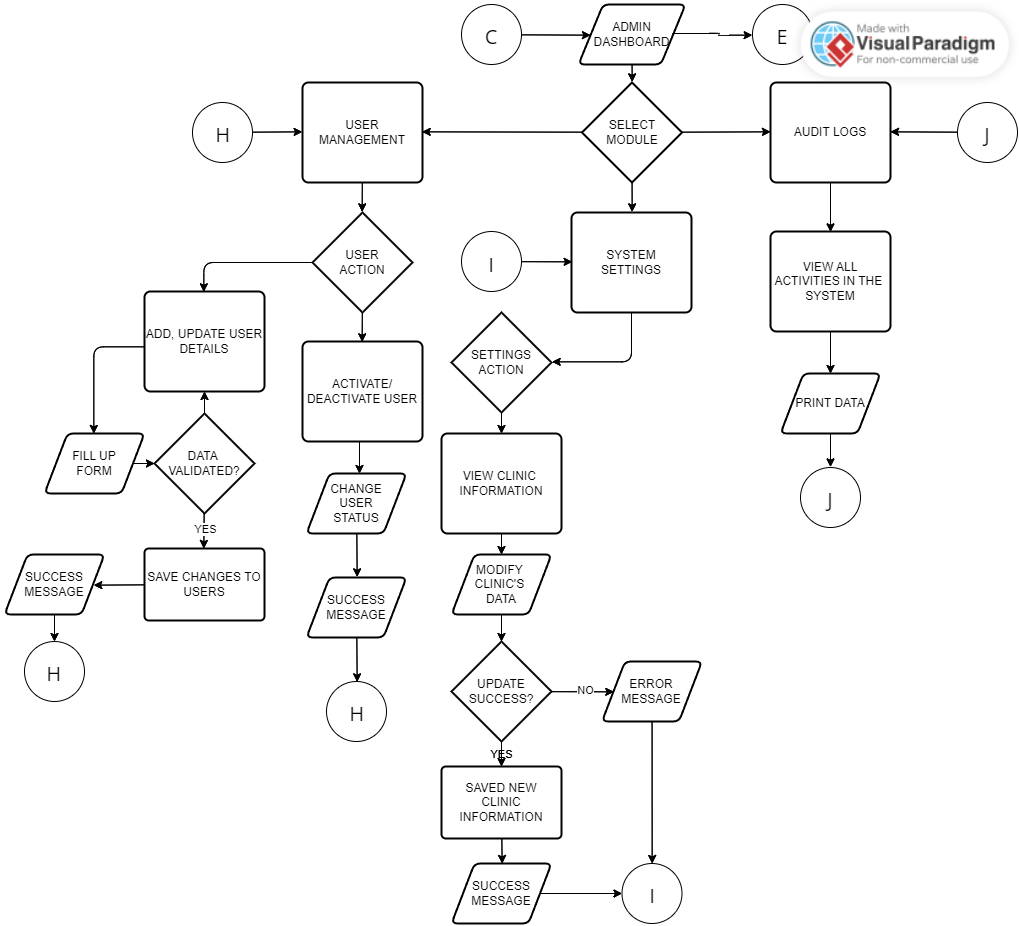 C
ADMIN
DASHBOARD
E
Made with
Visual Paradigm
For non-commercial use
H
USER
MANAGEMENT
SELECT
MODULE
AUDIT LOGS
J
USER
ACTION
I
SYSTEM
SETTINGS
VIEW ALL
ACTIVITIES IN THE
SYSTEM
ADD, UPDATE USER
DETAILS
SETTINGS
ACTION
ACTIVATE/
DEACTIVATE USER
PRINT DATA
FILL UP
FORM
DATA
VALIDATED?
VIEW CLINIC
INFORMATION
CHANGE
USER
STATUS
J
YES
SUCCESS
MESSAGE
SAVE CHANGES TO
USERS
MODIFY
CLINIC'S
DATA
SUCCESS
MESSAGE
H
H
UPDATE
SUCCESS?
NO
ERROR
MESSAGE
YES
SAVED NEW
CLINIC
INFORMATION
SUCCESS
MESSAGE
I